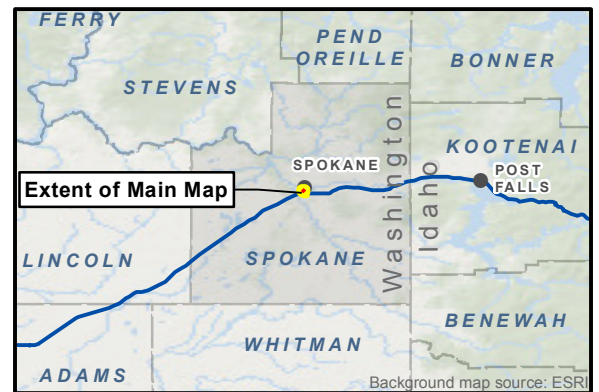 FERRY
PEND
OREILLE
BONNER
STEVENS
Washington
Idaho
KOOTENAI
SPOKANE
POST
FALLS
Extent of Main Map
LINCOLN
SPOKANE
BENEWAH
WHITMAN
ADAMS
Background map source: ESRI